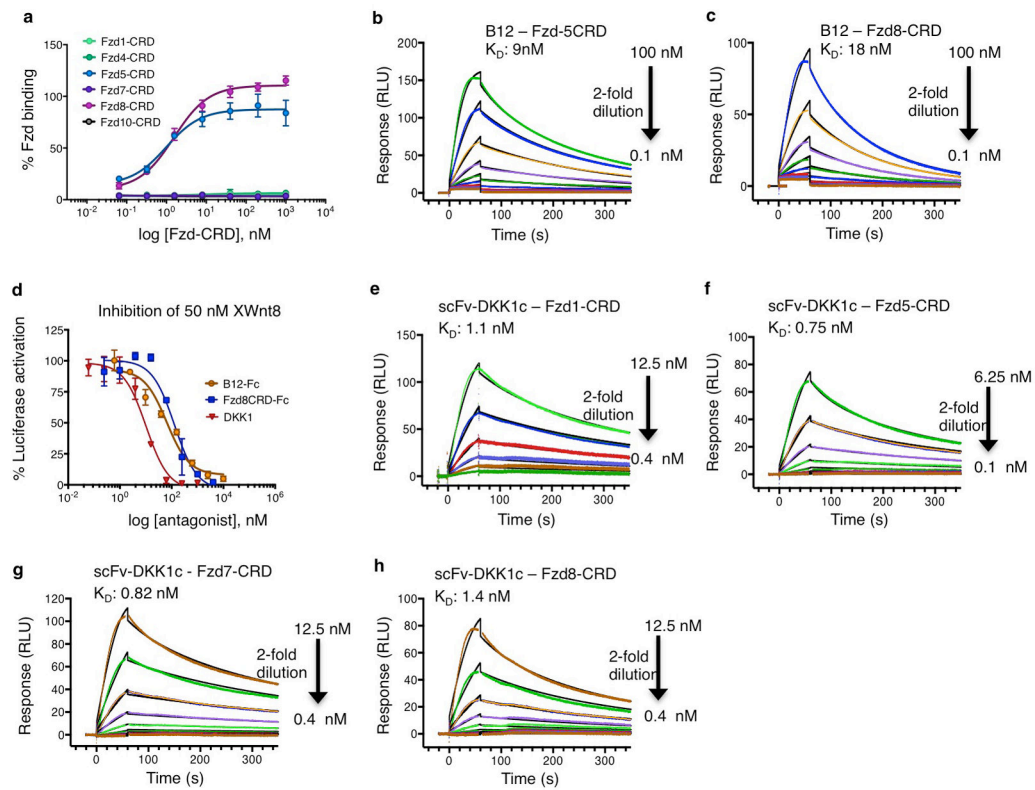 a
Fzd1-CRD
Fzd4-CRD
Fzd5-CRD
Fzd7-CRD
Fzd8-CRD
Fzd10-CRD
% Fzd binding
150
100
50
0
10-2 10-1 100 101 102 103 104
log [Fzd-CRD], nM
b
B12 – Fzd-5CRD
KD: 9nM
100 nM
2-fold
dilution
0.1 nM
Response (RLU)
200
150
100
50
0
0 100 200 300
Time (s)
c
B12 – Fzd8-CRD
KD: 18 nM
100 nM
2-fold
dilution
0.1 nM
Response (RLU)
100
50
0
0 100 200 300
Time (s)
d
Inhibition of 50 nM XWnt8
% Luciferase activation
125
100
75
50
25
0
B12-Fc
Fzd8CRD-Fc
DKK1
10-2 100 102 104 106
log [antagonist], nM
e
scFv-DKK1c – Fzd1-CRD
KD: 1.1 nM
12.5 nM
2-fold
dilution
0.4 nM
Response (RLU)
150
100
50
0
0 100 200 300
Time (s)
f
scFv-DKK1c – Fzd5-CRD
KD: 0.75 nM
6.25 nM
2-fold
dilution
0.1 nM
Response (RLU)
100
80
60
40
20
0
0 100 200 300
Time (s)
g
scFv-DKK1c - Fzd7-CRD
KD: 0.82 nM
12.5 nM
2-fold
dilution
0.4 nM
Response (RLU)
120
100
80
60
40
20
0
0 100 200 300
Time (s)
h
scFv-DKK1c – Fzd8-CRD
KD: 1.4 nM
12.5 nM
2-fold
dilution
0.4 nM
Response (RLU)
100
80
60
40
20
0
0 100 200 300
Time (s)